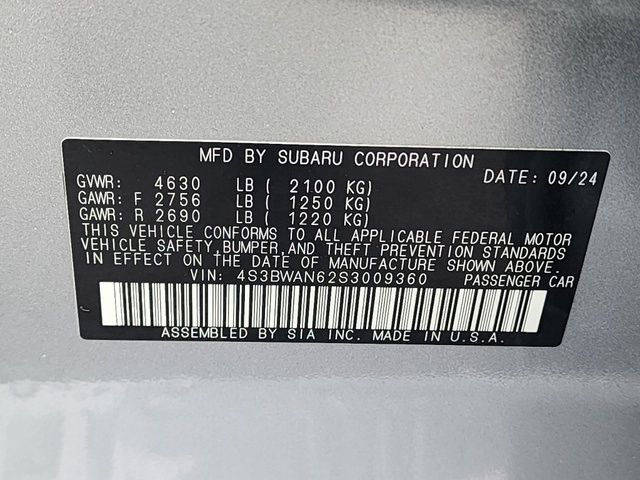 MFD BY SUBARU CORPORATION
DATE: 09/24
GVWR: 4630 LB ( 2100 KG)
GAWR: F 2756 LB ( 1250 KG)
GAWR: R 2690 LB ( 1220 KG)
THIS VEHICLE CONFORMS TO ALL APPLICABLE FEDERAL MOTOR
VEHICLE SAFETY, BUMPER, AND THEFT PREVENTION STANDARDS
IN EFFECT ON THE DATE OF MANUFACTURE SHOWN ABOVE.
VIN: 4S3BWAN62S3009360 PASSENGER CAR
ASSEMBLED BY SIA INC. MADE IN U.S.A.